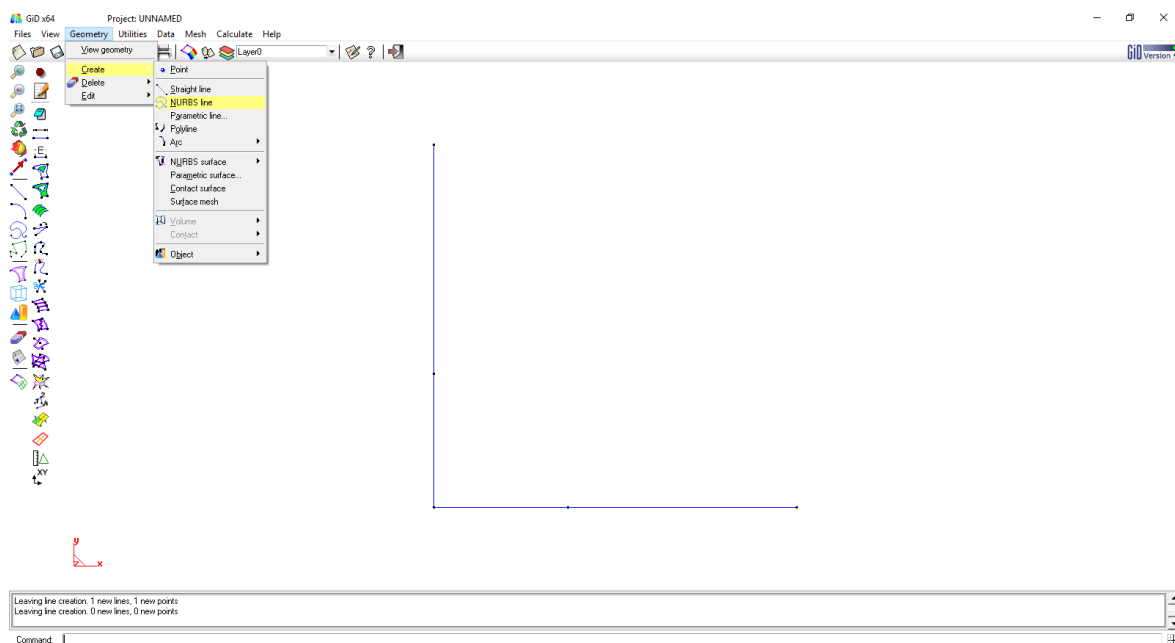 GiD x64 Project: UNNAMED
Files View Geometry Utilities Data Mesh Calculate Help
Layer0
GiD Version
View geometry
Create
Delete
Edit
Point
Straight line
NURBS line
Parametric line...
Polyline
Arc
NURBS surface
Parametric surface...
Contact surface
Surface mesh
Volume
Contact
Object
E
XY
y
z
x
Leaving line creation. 1 new lines, 1 new points
Leaving line creation. 0 new lines, 0 new points
Command: